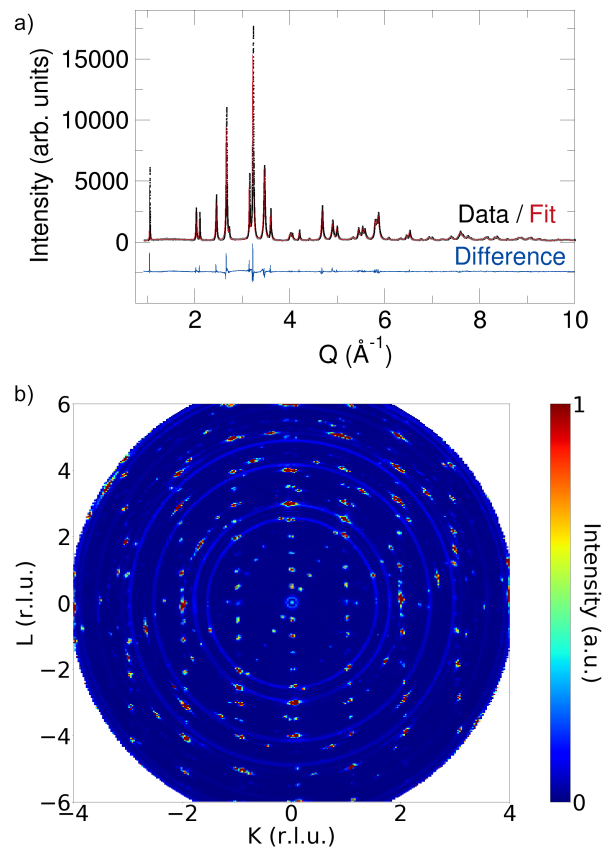 a)
Intensity (arb. units)
15000
10000
5000
0
Data / Fit
Difference
2 4 6 8 10
Q (Å⁻¹)
b)
L (r.l.u.)
6
4
2
0
−2
−4
−6
−4 −2 0 2 4
K (r.l.u.)
1
Intensity (a.u.)
0